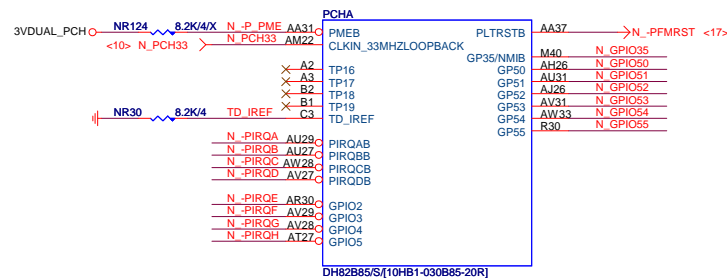 PCHA
3VDUAL_PCH NR124 8.2K/4/X N_-P_PME AA31 PMEB PLTRSTB AA37 N_-PFMRST <17>
<10> N_PCH33 N_PCH33 AM22 CLKIN_33MHZLOOPBACK
GP35/NMIB M40 N_GPIO35
A2 TP16 GP50 AH26 N_GPIO50
A3 TP17 GP51 AU31 N_GPIO51
B2 TP18 GP52 AJ26 N_GPIO52
B1 TP19 GP53 AV31 N_GPIO53
NR30 8.2K/4 TD_IREF C3 TD_IREF GP54 AW33 N_GPIO54
GP55 R30 N_GPIO55
N_-PIRQA AU29 PIRQAB
N_-PIRQB AU27 PIRQBB
N_-PIRQC AW28 PIRQCB
N_-PIRQD AV27 PIRQDB
N_-PIRQE AR30 GPIO2
N_-PIRQF AV29 GPIO3
N_-PIRQG AV28 GPIO4
N_-PIRQH AT27 GPIO5
DH82B85/S/[10HB1-030B85-20R]